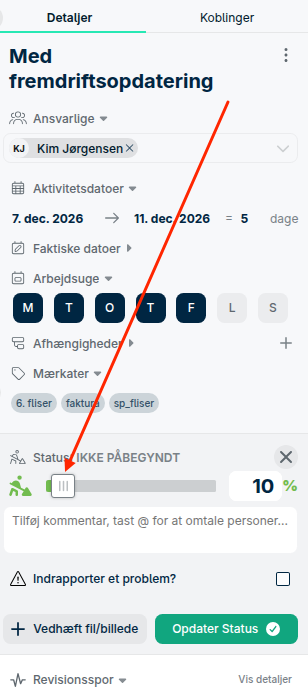 Detaljer
Koblinger
Med
fremdriftsopdatering
Ansvarlige
KJ Kim Jørgensen
Aktivitetsdatoer
7. dec. 2026 → 11. dec. 2026 = 5 dage
Faktiske datoer
Arbejdsuge
M T O T F L S
Afhængigheder +
Mærkater
6. fliser faktura sp_fliser
Status: IKKE PÅBEGYNDT
10 %
Tilføj kommentar, tast @ for at omtale personer...
Indrapporter et problem?
+ Vedhæft fil/billede
Opdater Status
Revisionsspor
Vis detaljer